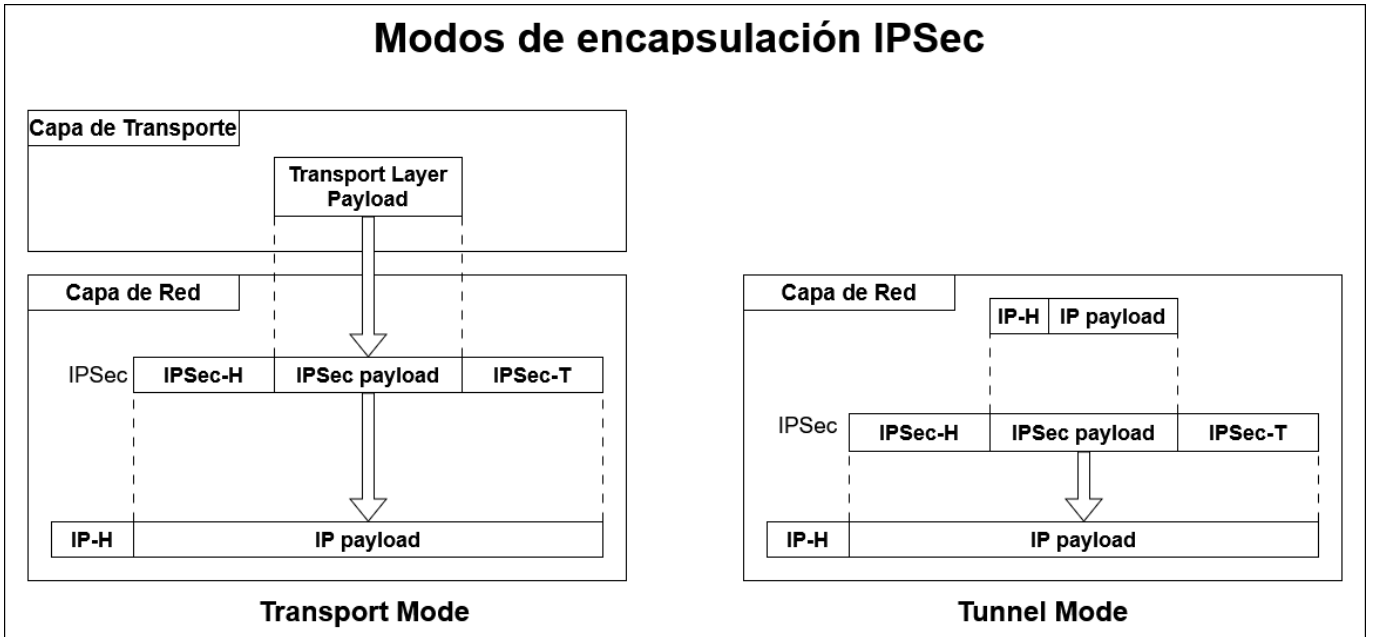 Modos de encapsulación IPSec
Capa de Transporte
Transport Layer
Payload
Capa de Red
IPSec
IPSec-H
IPSec payload
IPSec-T
IP-H
IP payload
Transport Mode
Capa de Red
IP-H
IP payload
IPSec
IPSec-H
IPSec payload
IPSec-T
IP-H
IP payload
Tunnel Mode